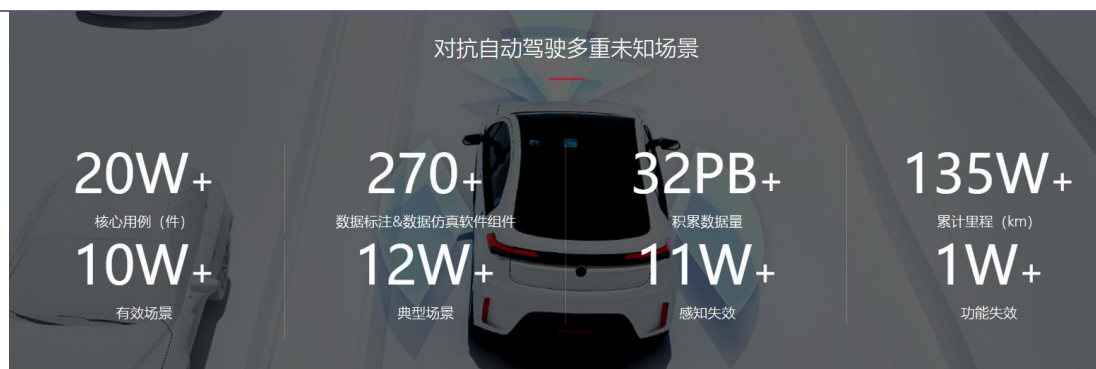 对抗自动驾驶多重未知场景
20W+ 270+ 32PB+ 135W+
核心用例（件） 数据标注&数据仿真软件组件 积累数据量 累计里程（km）
10W+ 12W+ 11W+ 1W+
有效场景 典型场景 感知失效 功能失效